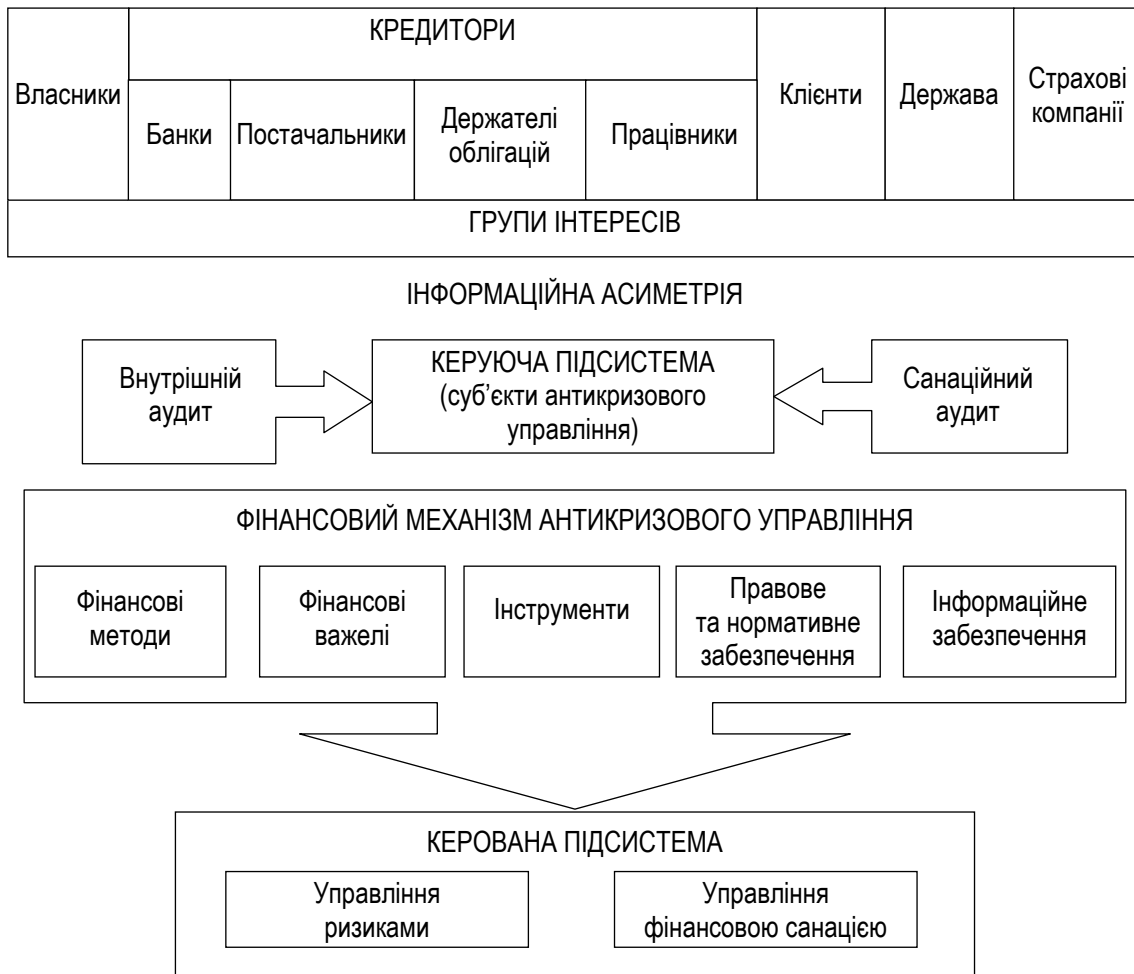 КРЕДИТОРИ
Власники
Банки
Постачальники
Держателі
облігацій
Працівники
Клієнти
Держава
Страхові
компанії
ГРУПИ ІНТЕРЕСІВ
ІНФОРМАЦІЙНА АСИМЕТРІЯ
Внутрішній
аудит
КЕРУЮЧА ПІДСИСТЕМА
(суб’єкти антикризового
управління)
Санаційний
аудит
ФІНАНСОВИЙ МЕХАНІЗМ АНТИКРИЗОВОГО УПРАВЛІННЯ
Фінансові
методи
Фінансові
важелі
Інструменти
Правове
та нормативне
забезпечення
Інформаційне
забезпечення
КЕРОВАНА ПІДСИСТЕМА
Управління
ризиками
Управління
фінансовою санацією